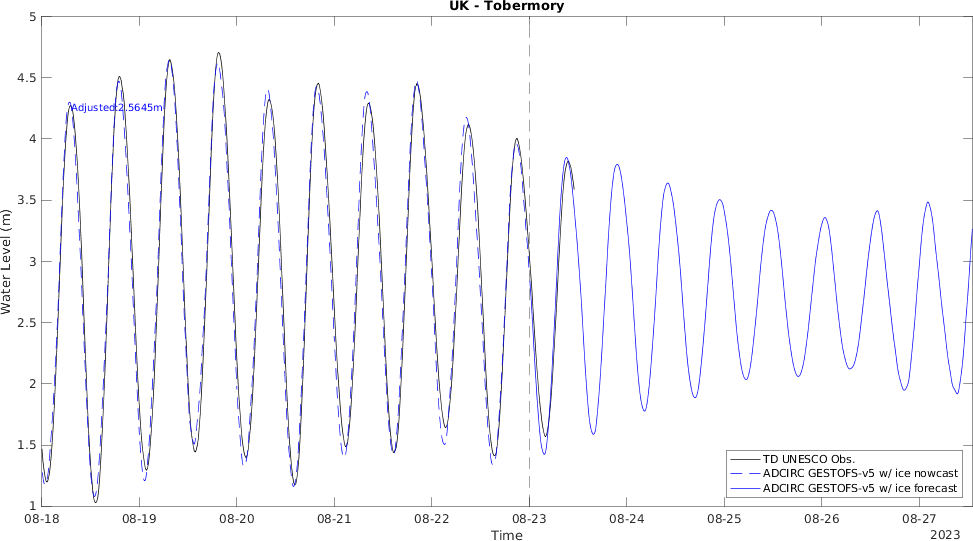 UK - Tobermory
Water Level (m)
5
4.5
4
3.5
3
2.5
2
1.5
1
Adjusted:2.5645m
TD UNESCO Obs.
ADCIRC GESTOFS-v5 w/ ice nowcast
ADCIRC GESTOFS-v5 w/ ice forecast
08-18 08-19 08-20 08-21 08-22 08-23 08-24 08-25 08-26 08-27
Time
2023